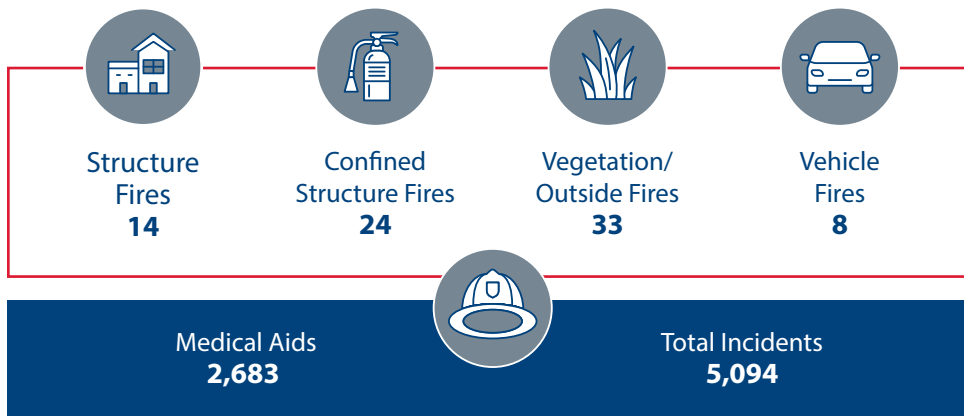 Structure
Fires
14
Confined
Structure Fires
24
Vegetation/
Outside Fires
33
Vehicle
Fires
8
Medical Aids
2,683
Total Incidents
5,094